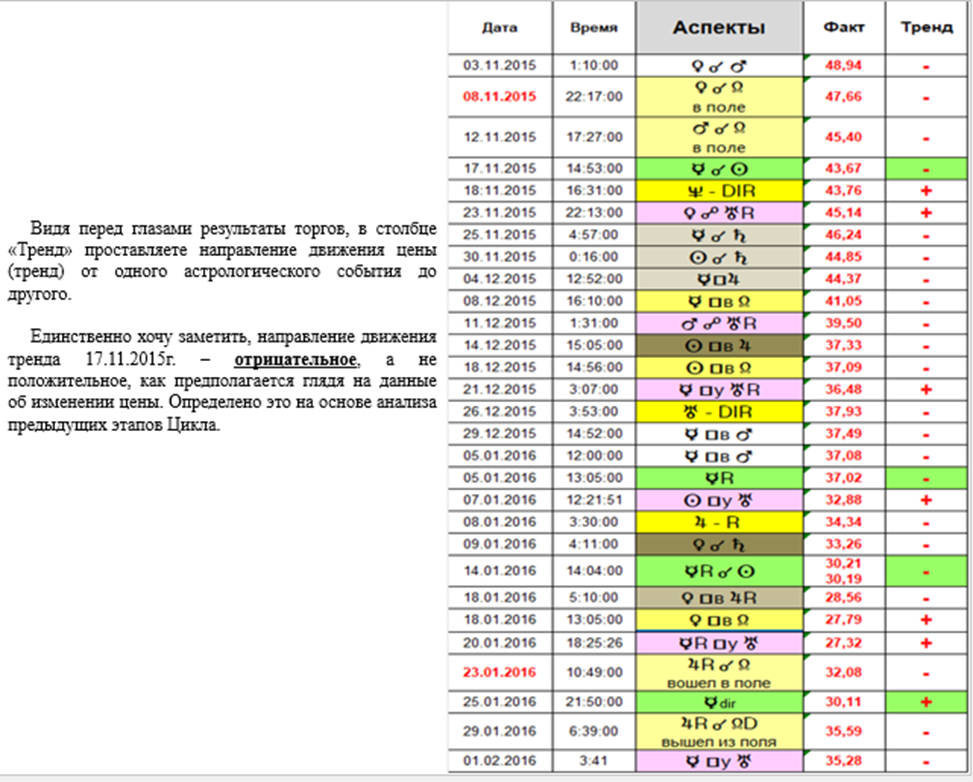 Видя перед глазами результаты торгов, в столбце
«Тренд» проставляете направление движения цены
(тренд) от одного астрологического события до
другого.
Единственно хочу заметить, направление движения
тренда 17.11.2015г. – отрицательное, а не
положительное, как предполагается глядя на данные
об изменении цены. Определено это на основе анализа
предыдущих этапов Цикла.
Дата Время Аспекты Факт Тренд
03.11.2015 1:10:00 ♀ ☌ ♂ 48,94 -
08.11.2015 22:17:00 ♀ ☌ ☊ 47,66 -
в поле
12.11.2015 17:27:00 ♂ ☌ ☊ 45,40 -
в поле
17.11.2015 14:53:00 ☿ ☌ ☉ 43,67 -
18.11.2015 16:31:00 ♆ - DIR 43,76 +
23.11.2015 22:13:00 ♀ ☍ ♅R 45,14 +
25.11.2015 4:57:00 ☿ ☌ ♄ 46,24 -
30.11.2015 0:16:00 ☉ ☌ ♄ 44,85 -
04.12.2015 12:52:00 ☿□♃ 44,37 -
08.12.2015 16:10:00 ☿ □в ☊ 41,05 -
11.12.2015 1:31:00 ♂ ☍ ♅R 39,50 -
14.12.2015 15:05:00 ☉ □в ♃ 37,33 -
18.12.2015 14:56:00 ☉ □в ☊ 37,09 -
21.12.2015 3:07:00 ☿ □у ♅R 36,48 +
26.12.2015 3:53:00 ♅ - DIR 37,93 -
29.12.2015 14:52:00 ☿ □в ♂ 37,49 -
05.01.2016 12:00:00 ☿ □в ♂ 37,08 -
05.01.2016 13:05:00 ☿R 37,02 -
07.01.2016 12:21:51 ☉ □у ♅ 32,88 +
08.01.2016 3:30:00 ♃ - R 34,34 -
09.01.2016 4:11:00 ♀ ☌ ♄ 33,26 -
14.01.2016 14:04:00 ☿R ☌ ☉ 30,21 -
30,19
18.01.2016 5:10:00 ♀ □в ♃R 28,56 -
18.01.2016 13:05:00 ♀ □в ☊ 27,79 +
20.01.2016 18:25:26 ☿R □у ♅ 27,32 +
23.01.2016 10:49:00 ♃R ☌ ☊ 32,08 -
вошел в поле
25.01.2016 21:50:00 ☿dir 30,11 +
29.01.2016 6:39:00 ♃R ☌ ☊D 35,59 -
вышел из поля
01.02.2016 3:41 ☿ □у ♅ 35,28 -